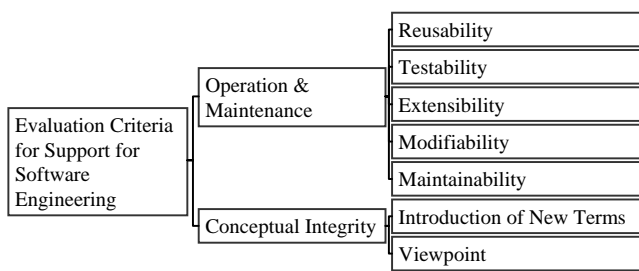 Evaluation Criteria
for Support for
Software
Engineering
Operation &
Maintenance
Reusability
Testability
Extensibility
Modifiability
Maintainability
Conceptual Integrity
Introduction of New Terms
Viewpoint